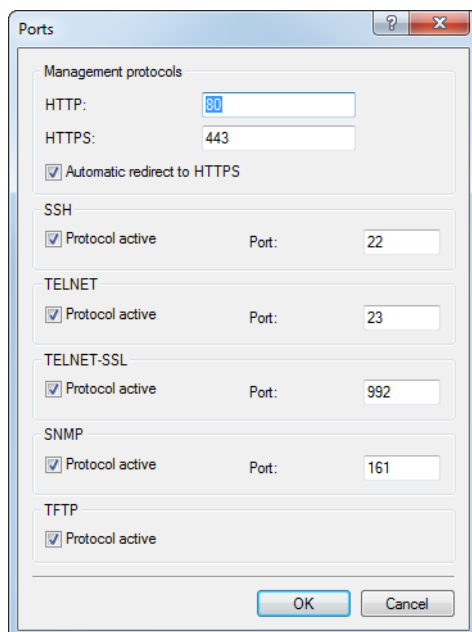 Ports
Management protocols
HTTP: 80
HTTPS: 443
Automatic redirect to HTTPS
SSH
Protocol active Port: 22
TELNET
Protocol active Port: 23
TELNET-SSL
Protocol active Port: 992
SNMP
Protocol active Port: 161
TFTP
Protocol active
OK Cancel